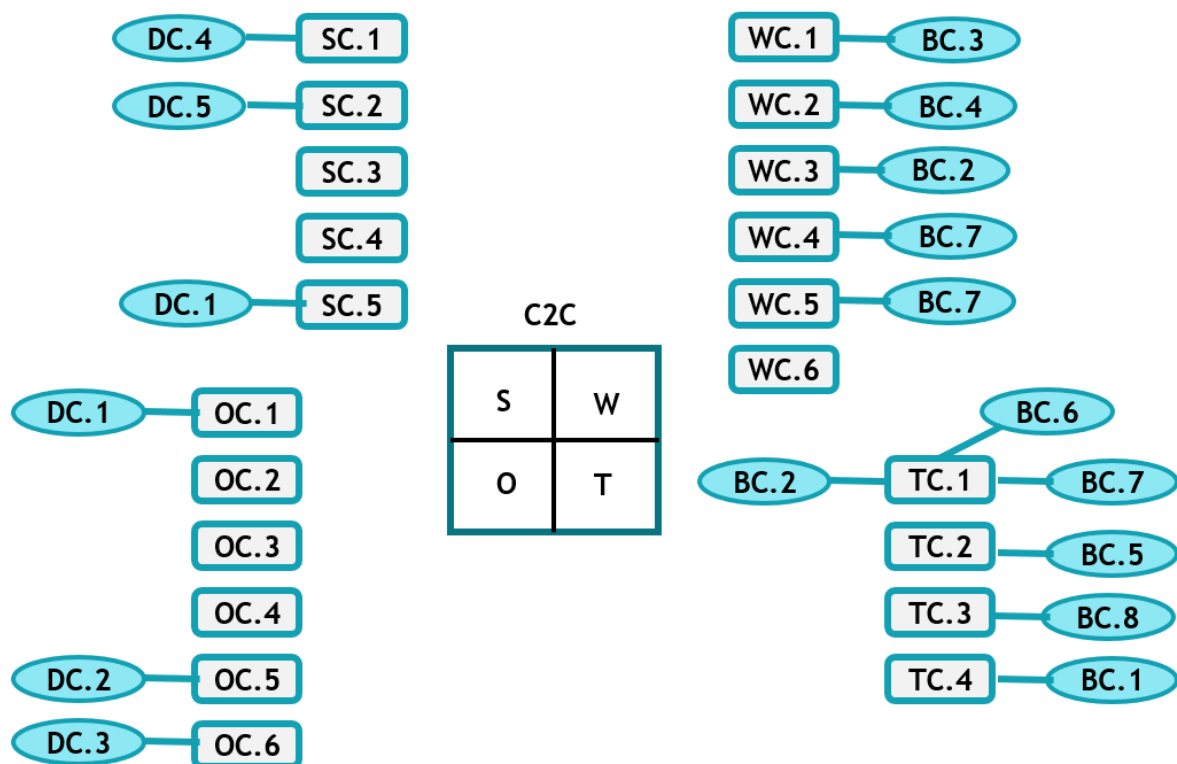 DC.4 SC.1
DC.5 SC.2
SC.3
SC.4
DC.1 SC.5
WC.1 BC.3
WC.2 BC.4
WC.3 BC.2
WC.4 BC.7
WC.5 BC.7
WC.6
C2C
S W
O T
DC.1 OC.1
OC.2
OC.3
OC.4
DC.2 OC.5
DC.3 OC.6
BC.6
BC.2 TC.1 BC.7
TC.2 BC.5
TC.3 BC.8
TC.4 BC.1